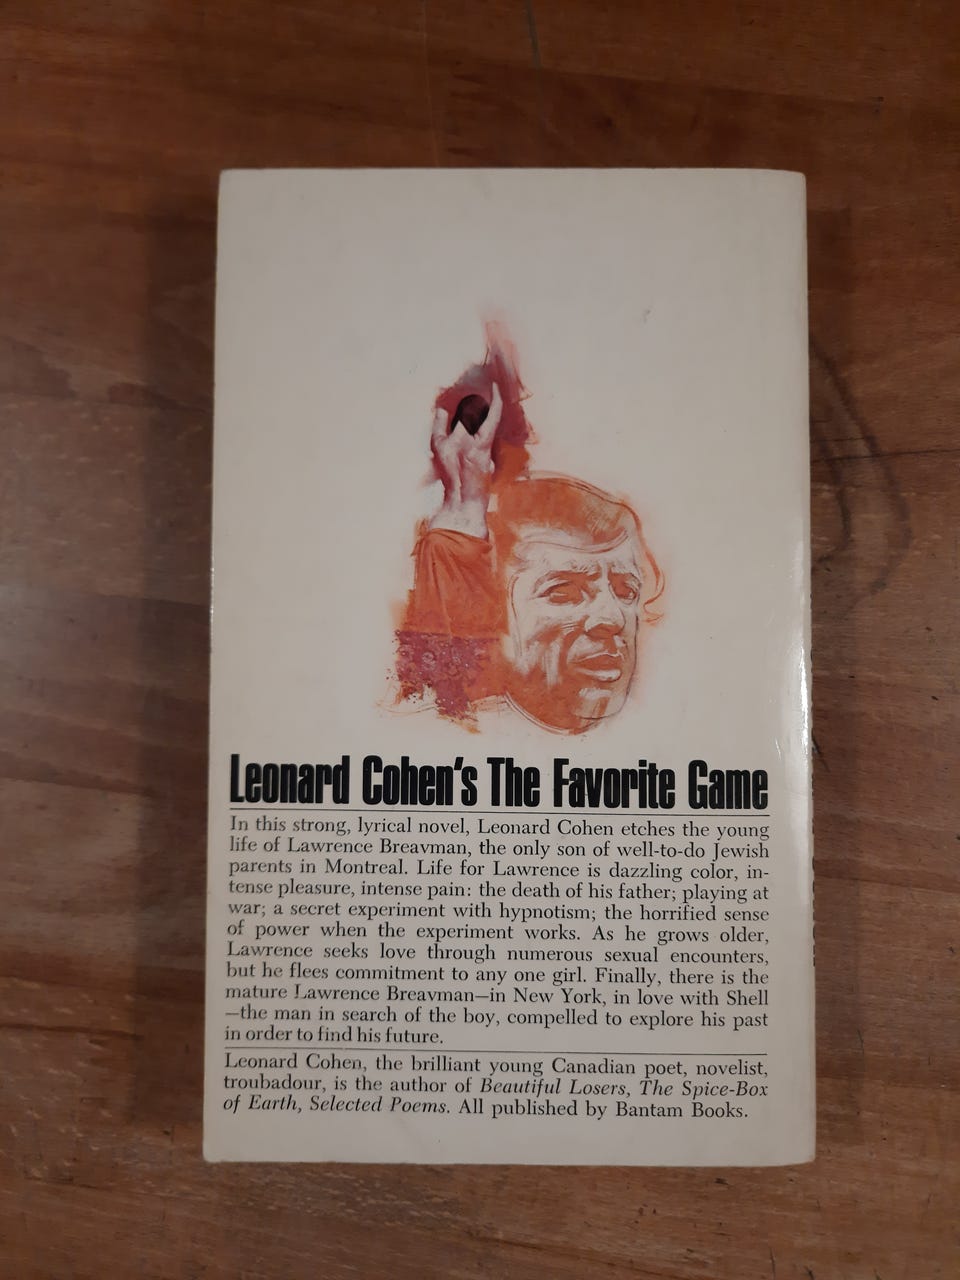 Leonard Cohen's The Favorite Game
In this strong, lyrical novel, Leonard Cohen etches the young
life of Lawrence Breavman, the only son of well-to-do Jewish
parents in Montreal. Life for Lawrence is dazzling color, in-
tense pleasure, intense pain: the death of his father; playing at
war; a secret experiment with hypnotism; the horrified sense
of power when the experiment works. As he grows older,
Lawrence seeks love through numerous sexual encounters,
but he flees commitment to any one girl. Finally, there is the
mature Lawrence Breavman—in New York, in love with Shell
—the man in search of the boy, compelled to explore his past
in order to find his future.
Leonard Cohen, the brilliant young Canadian poet, novelist,
troubadour, is the author of Beautiful Losers, The Spice-Box
of Earth, Selected Poems. All published by Bantam Books.